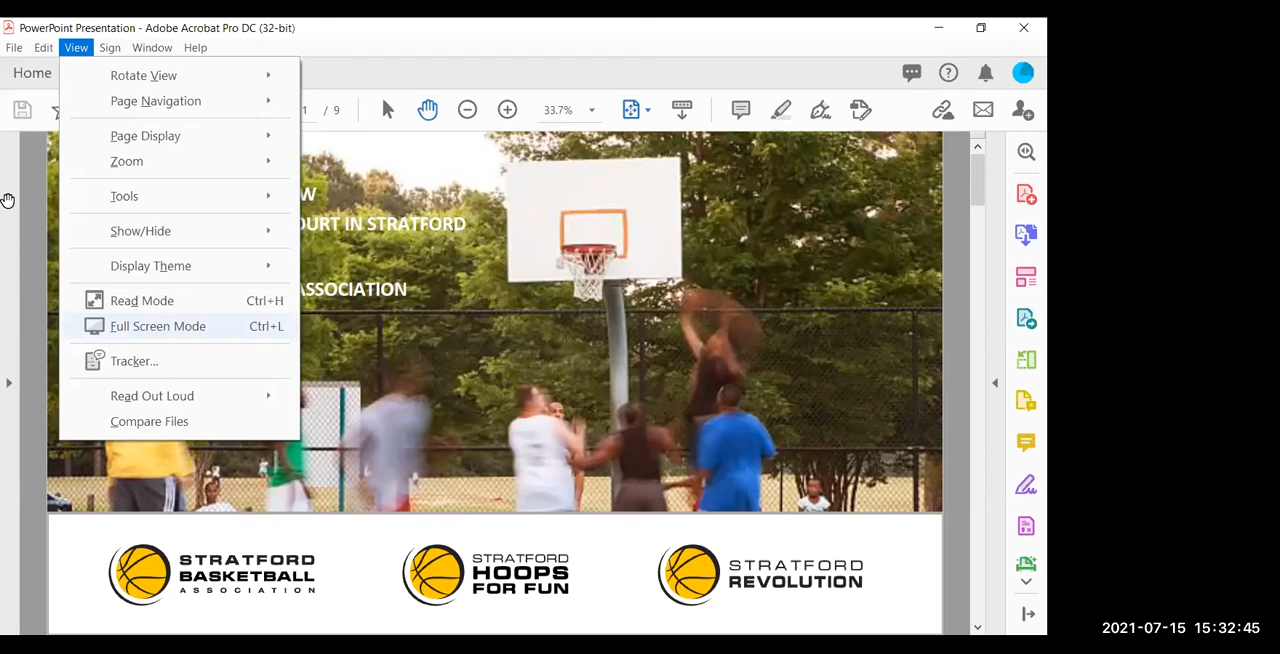 PowerPoint Presentation - Adobe Acrobat Pro DC (32-bit)
File Edit View Sign Window Help
Home
1 / 9 33.7%
Rotate View
Page Navigation
Page Display
Zoom
Tools
Show/Hide
Display Theme
Read Mode Ctrl+H
Full Screen Mode Ctrl+L
Tracker...
Read Out Loud
Compare Files
W
OURT IN STRATFORD
ASSOCIATION
STRATFORD
BASKETBALL
ASSOCIATION
STRATFORD
HOOPS
FOR FUN
STRATFORD
REVOLUTION
2021-07-15 15:32:45